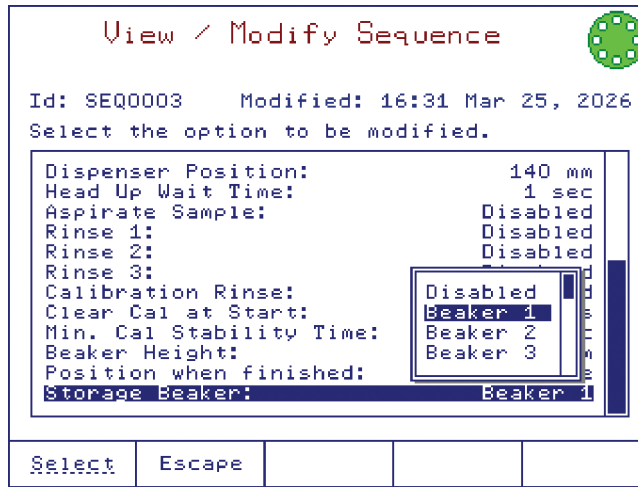 View / Modify Sequence
Id: SEQ0003 Modified: 16:31 Mar 25, 2026
Select the option to be modified.
Dispenser Position: 140 mm
Head Up Wait Time: 1 sec
Aspirate Sample: Disabled
Rinse 1: Disabled
Rinse 2: Disabled
Rinse 3:
Calibration Rinse:
Clear Cal at Start:
Min. Cal Stability Time:
Beaker Height:
Position when finished:
Storage Beaker: Beaker 1
Disabled
Beaker 1
Beaker 2
Beaker 3
Select Escape